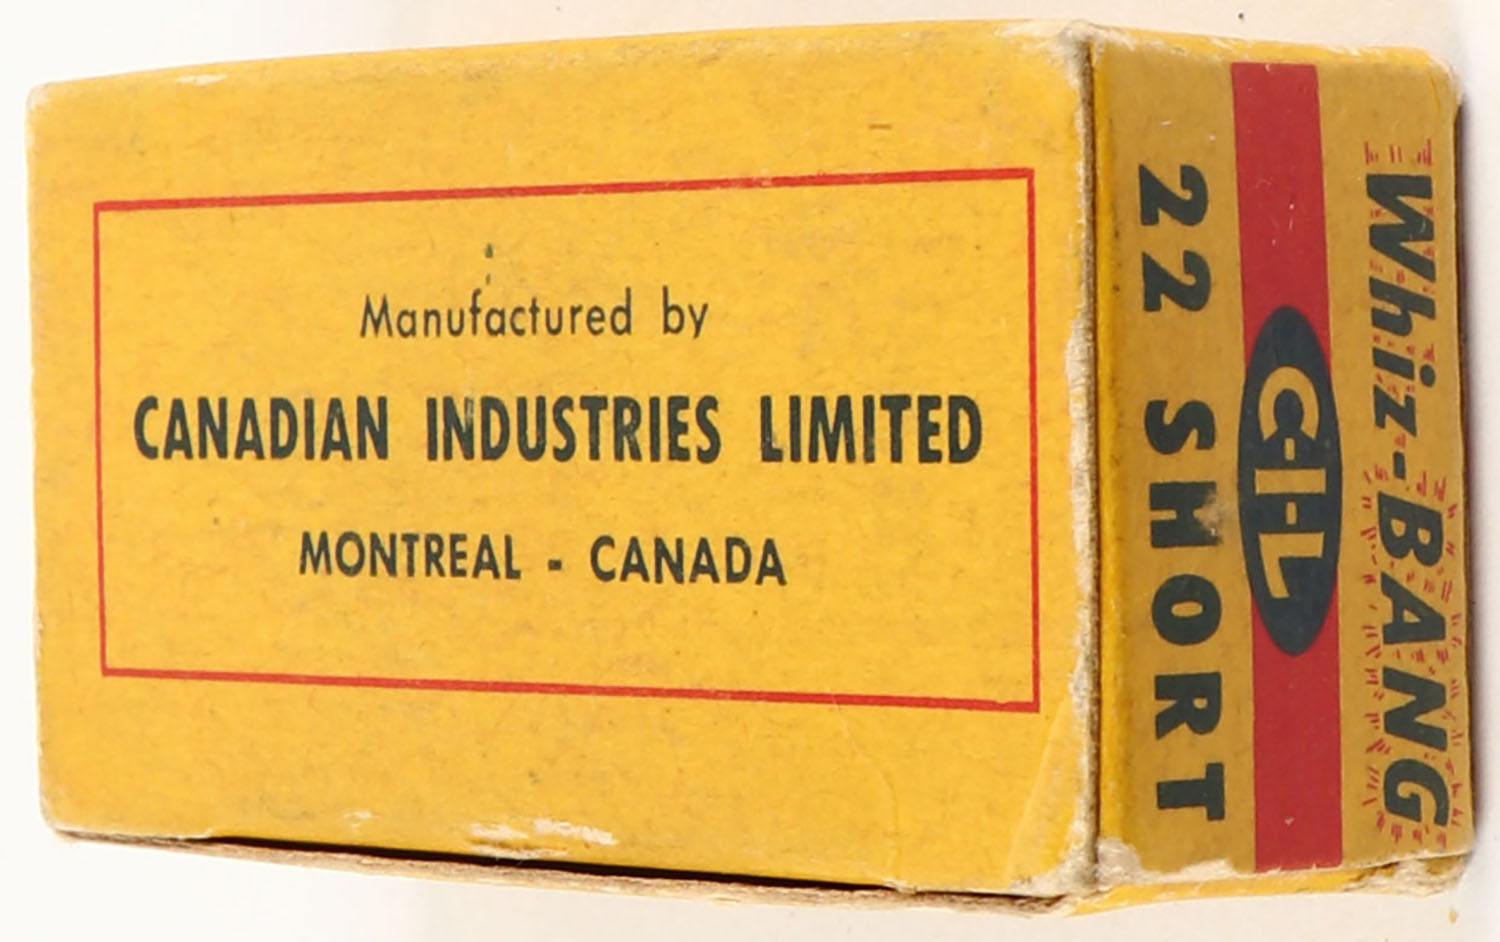 Manufactured by
CANADIAN INDUSTRIES LIMITED
MONTREAL - CANADA
Whiz-BANG
C-I-L
22 SHORT